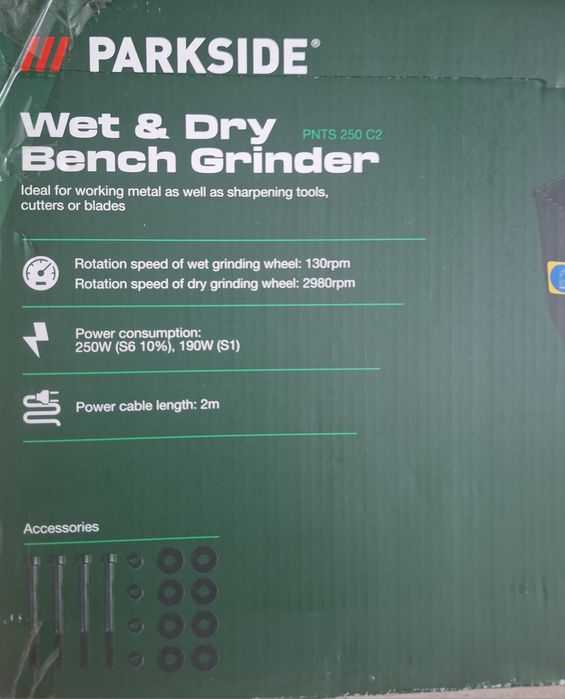 PARKSIDE®
Wet & Dry PNTS 250 C2
Bench Grinder
Ideal for working metal as well as sharpening tools,
cutters or blades
Rotation speed of wet grinding wheel: 130rpm
Rotation speed of dry grinding wheel: 2980rpm
Power consumption:
250W (S6 10%), 190W (S1)
Power cable length: 2m
Accessories